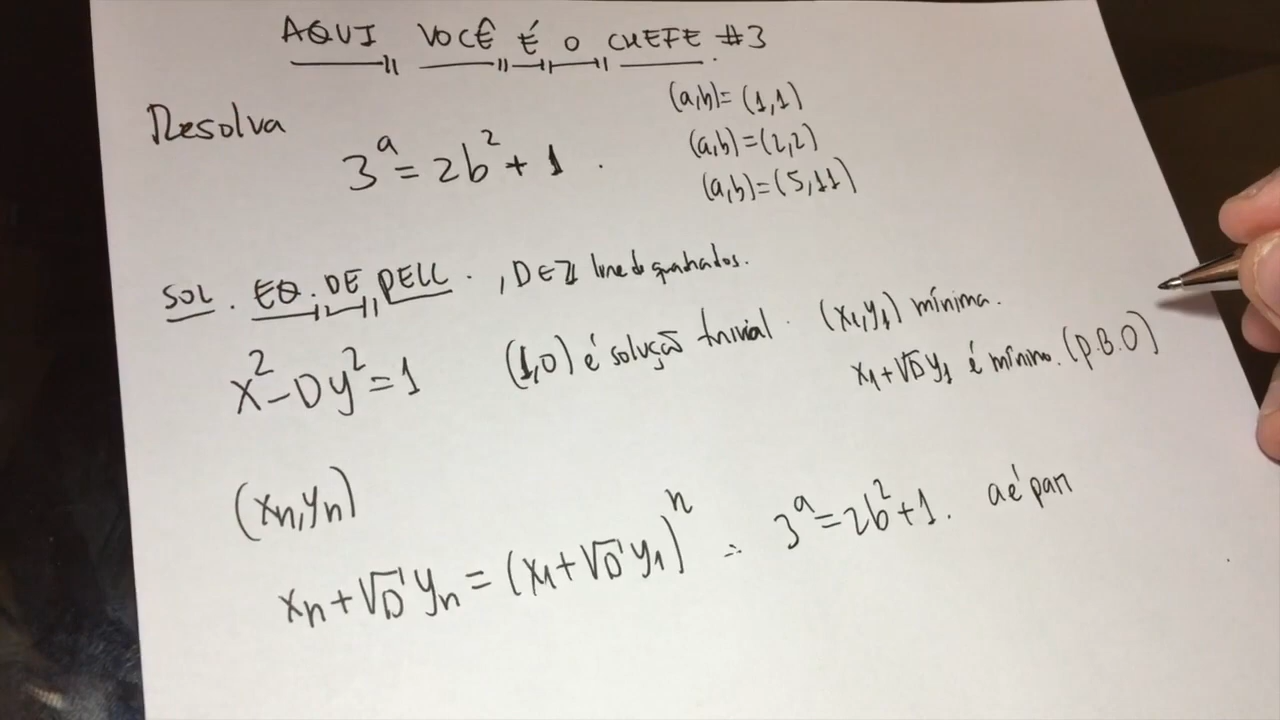 AQUI VOCÊ É O CHEFE #3
Resolva
3^a = 2b^2 + 1 .
(a,b)= (1,1)
(a,b)=(2,2)
(a,b)=(5,11)
SOL. EQ. DE PELL. , D∈ℤ livre de quadrados.
x^2 - Dy^2 = 1
(1,0) é solução trivial. (x1,y1) mínima.
x1+√D y1 é mínimo. (P.B.O)
(xn,yn)
xn+√D yn = (x1+√D y1)^n ∴ 3^a = 2b^2+1. a é par